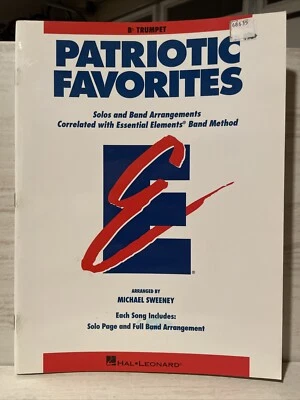 B♭ TRUMPET
PATRIOTIC
FAVORITES
Solos and Band Arrangements
Correlated with Essential Elements® Band Method
E
®
ARRANGED BY
MICHAEL SWEENEY
Each Song Includes:
Solo Page and Full Band Arrangement
HAL•LEONARD®